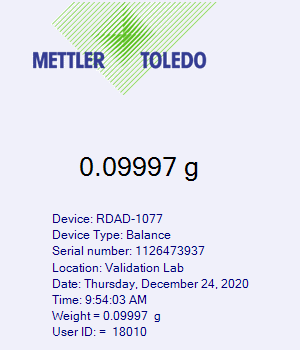 METTLER TOLEDO
0.09997 g
Device: RDAD-1077
Device Type: Balance
Serial number: 1126473937
Location: Validation Lab
Date: Thursday, December 24, 2020
Time: 9:54:03 AM
Weight = 0.09997 g
User ID: = 18010